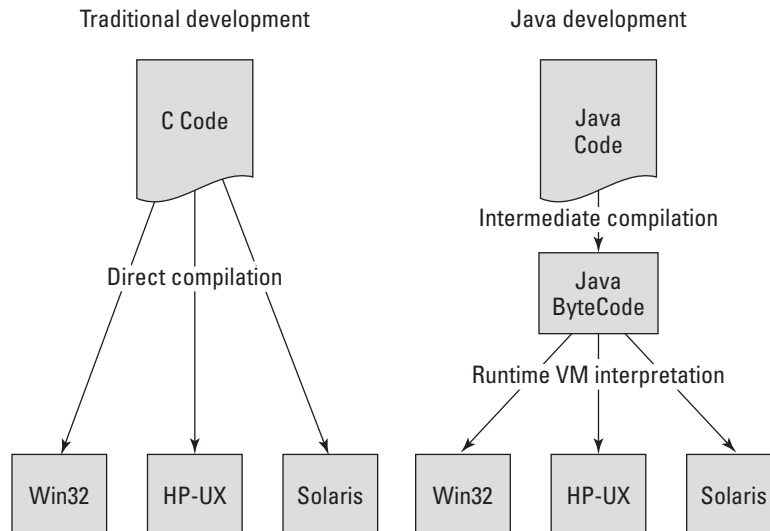 Traditional development
Java development
C Code
Java
Code
Intermediate compilation
Direct compilation
Java
ByteCode
Runtime VM interpretation
Win32
HP-UX
Solaris
Win32
HP-UX
Solaris